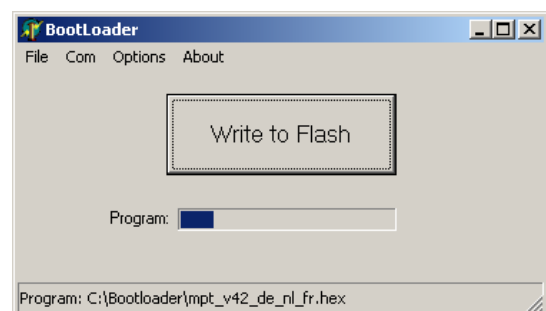 BootLoader
File Com Options About
Write to Flash
Program:
Program: C:\Bootloader\mpt_v42_de_nl_fr.hex